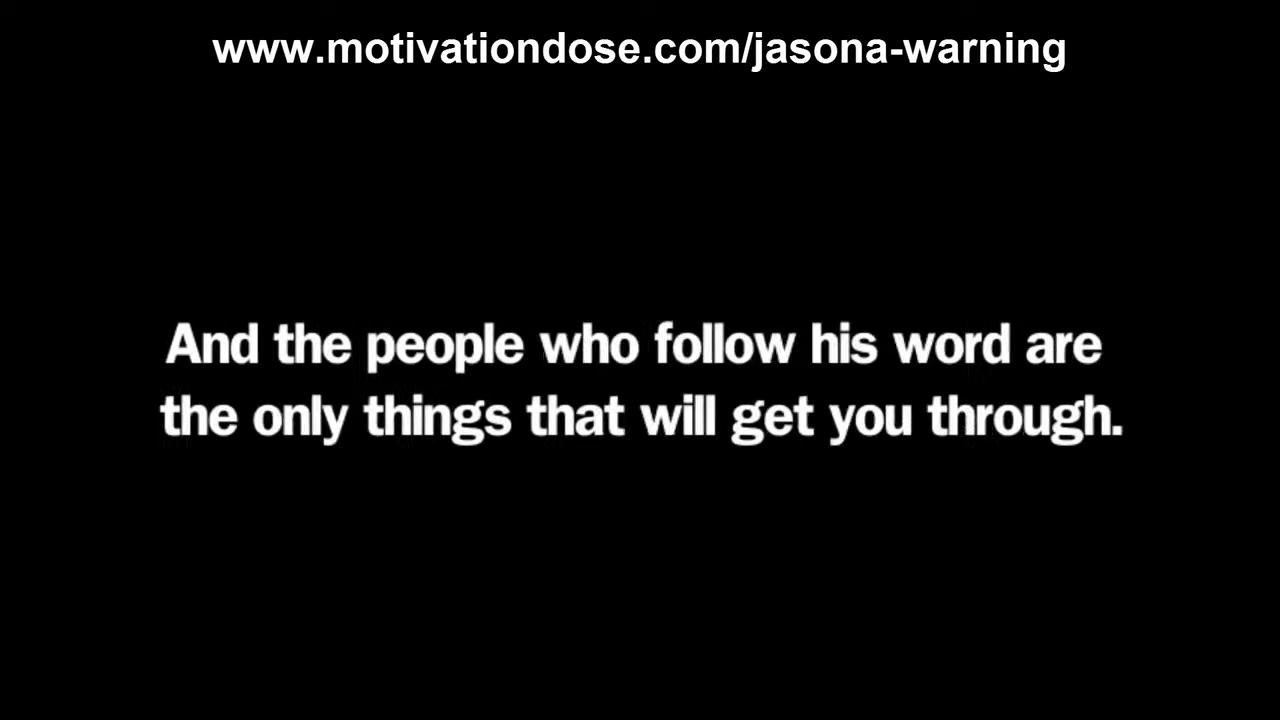 www.motivationdose.com/jasona-warning
And the people who follow his word are
the only things that will get you through.